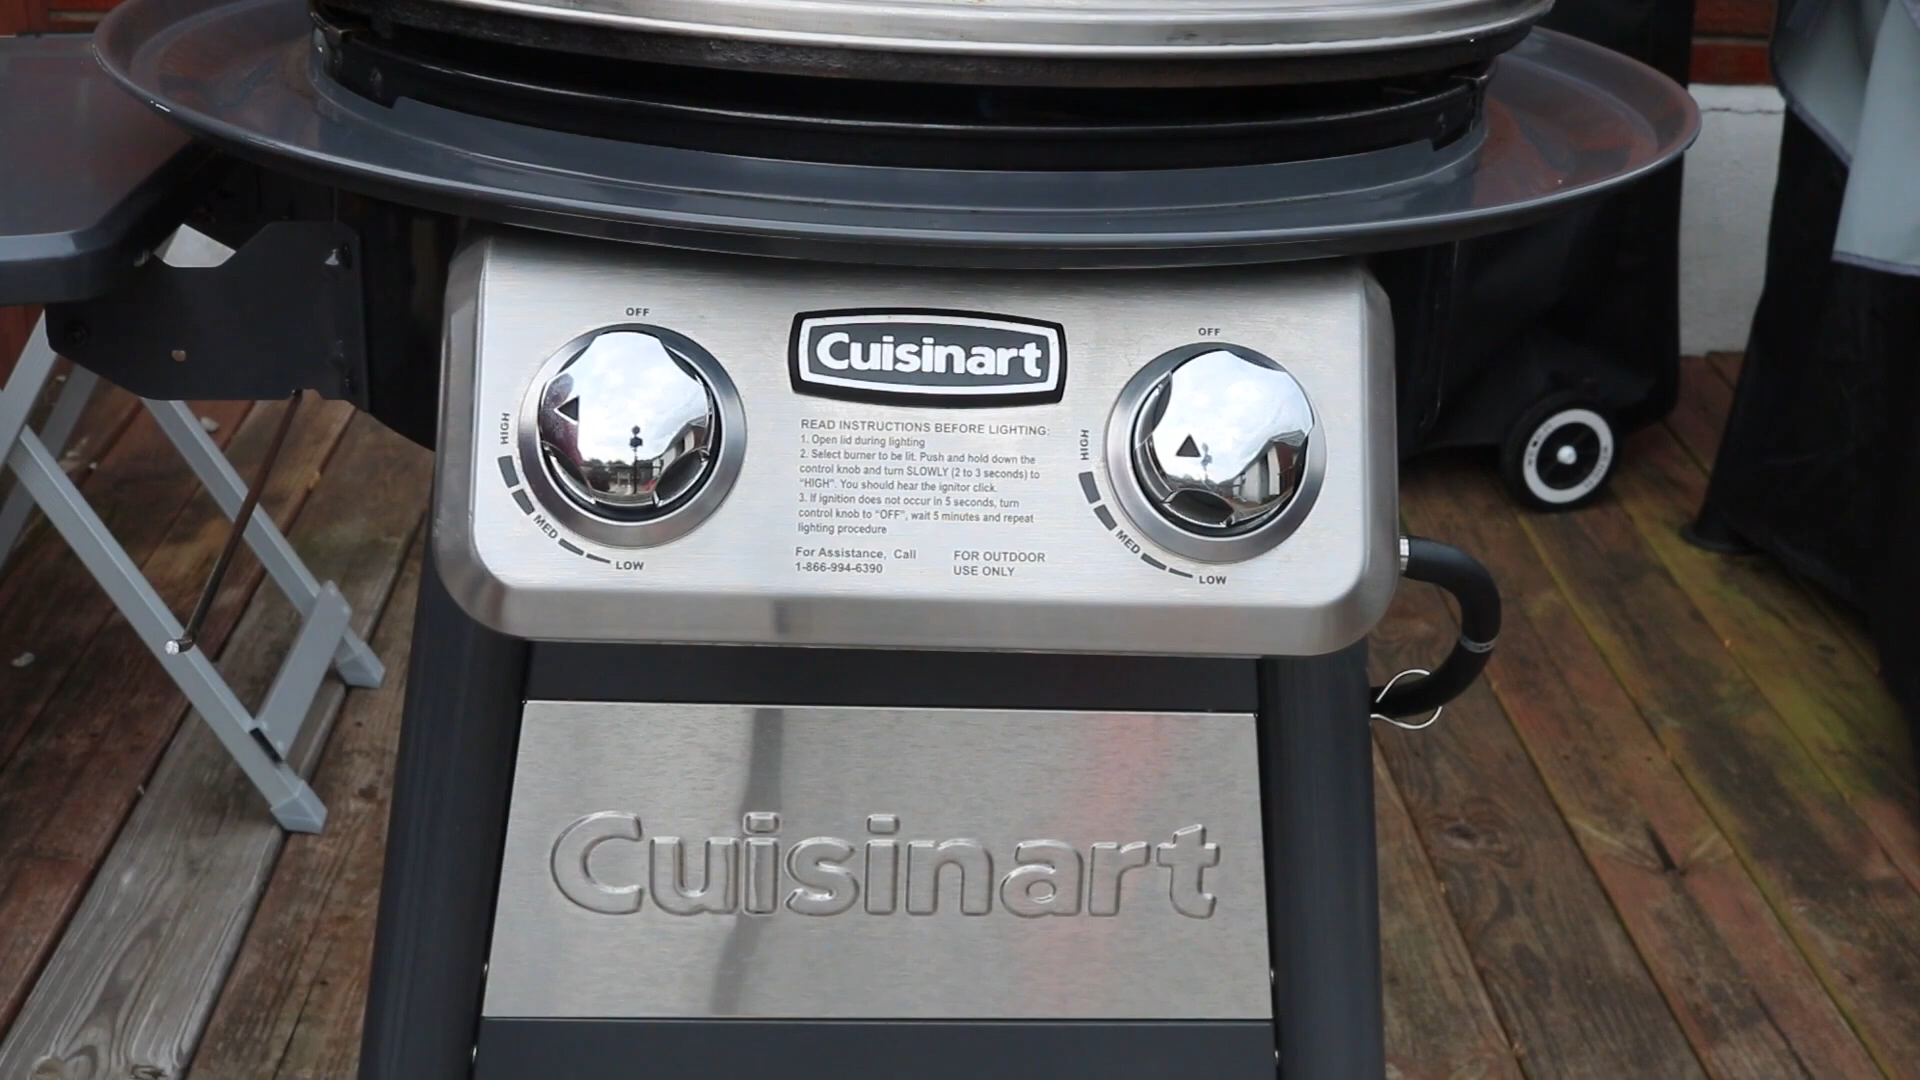 OFF
Cuisinart
OFF
HIGH
MED
LOW
READ INSTRUCTIONS BEFORE LIGHTING:
1. Open lid during lighting
2. Select burner to be lit. Push and hold down the
control knob and turn SLOWLY (2 to 3 seconds) to
"HIGH". You should hear the ignitor click.
3. If ignition does not occur in 5 seconds, turn
control knob to "OFF", wait 5 minutes and repeat
lighting procedure
For Assistance, Call
1-866-994-6390
FOR OUTDOOR
USE ONLY
HIGH
MED
LOW
Cuisinart